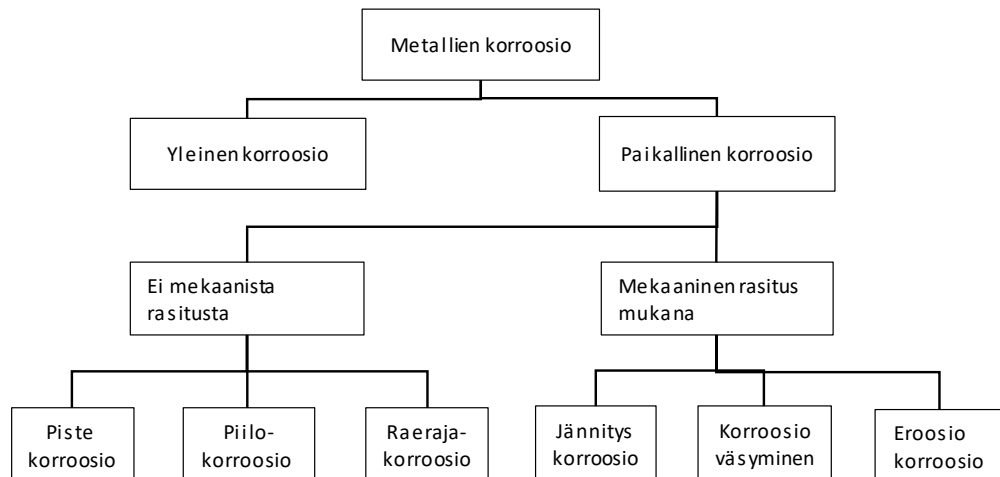 Metallien korroosio
Yleinen korroosio
Paikallinen korroosio
Ei mekaanista
rasitusta
Mekaaninen rasitus
mukana
Piste
korroosio
Piilo-
korroosio
Raeraja-
korroosio
Jännitys
korroosio
Korroosio
väsyminen
Eroosio
korroosio